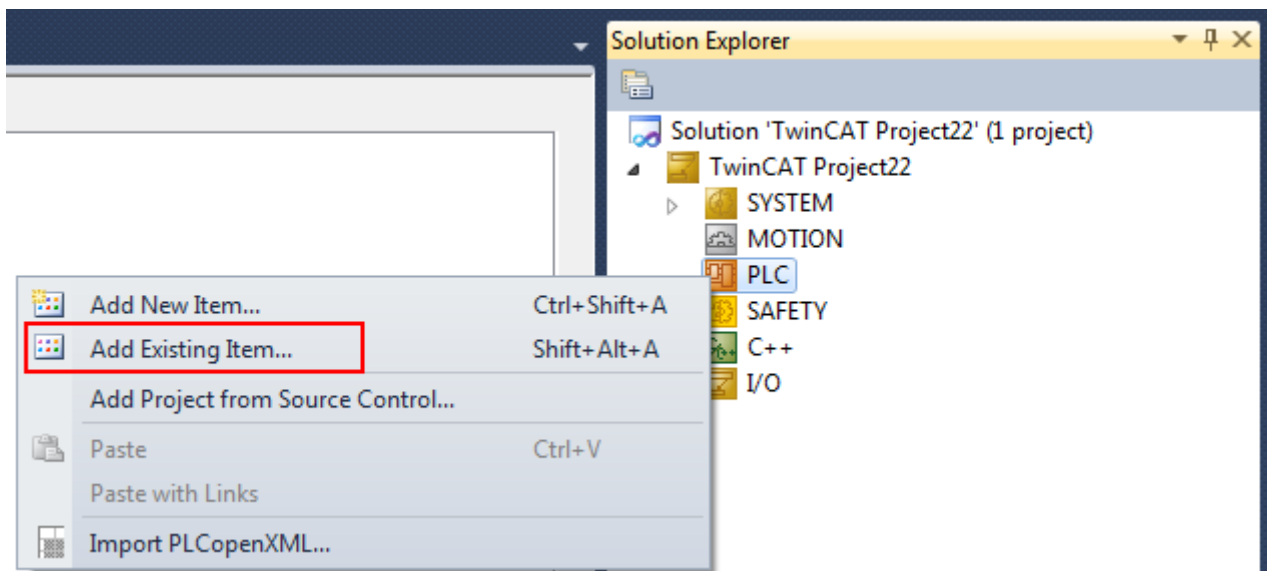 Solution Explorer
Solution 'TwinCAT Project22' (1 project)
TwinCAT Project22
SYSTEM
MOTION
PLC
SAFETY
C++
I/O
Add New Item... Ctrl+Shift+A
Add Existing Item... Shift+Alt+A
Add Project from Source Control...
Paste Ctrl+V
Paste with Links
Import PLCopenXML...